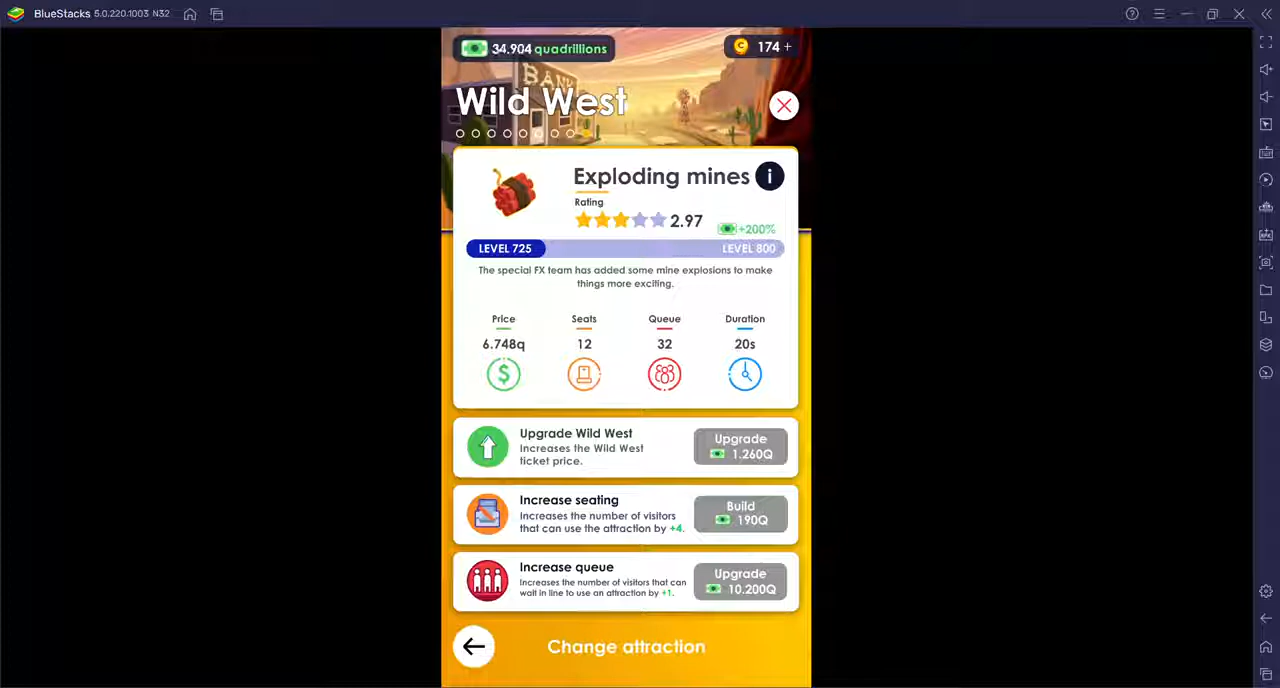 BlueStacks 5.0.220.1003 N32
34.904 quadrillions
174 +
BANK
Wild West
Exploding mines
i
Rating
2.97
+200%
LEVEL 725
LEVEL 800
The special FX team has added some mine explosions to make
things more exciting.
Price
Seats
Queue
Duration
6.748q
12
32
20s
Upgrade Wild West
Increases the Wild West
ticket price.
Upgrade
1.260Q
Increase seating
Increases the number of visitors
that can use the attraction by +4.
Build
190Q
Increase queue
Increases the number of visitors that can
wait in line to use an attraction by +1.
Upgrade
10.200Q
Change attraction